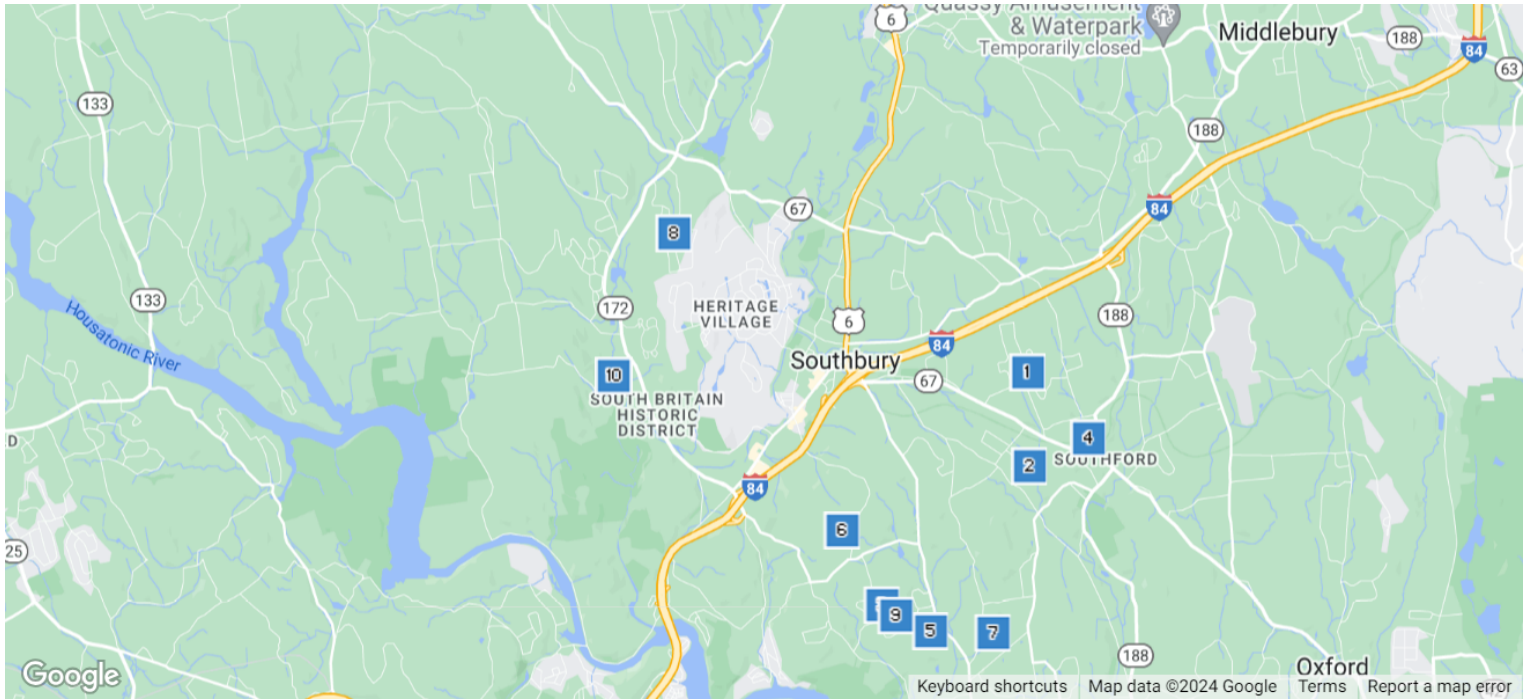 Quassy Amusement
& Waterpark
Temporarily closed
6
Middlebury
188
84
63
133
188
67
84
8
133
172
HERITAGE
VILLAGE
6
188
Housatonic River
84
Southbury
67
1
10
SOUTH BRITAIN
HISTORIC
DISTRICT
4
SOUTHFORD
2
84
6
25
9
5
7
188
Oxford
Google
Keyboard shortcuts
Map data ©2024 Google
Terms
Report a map error